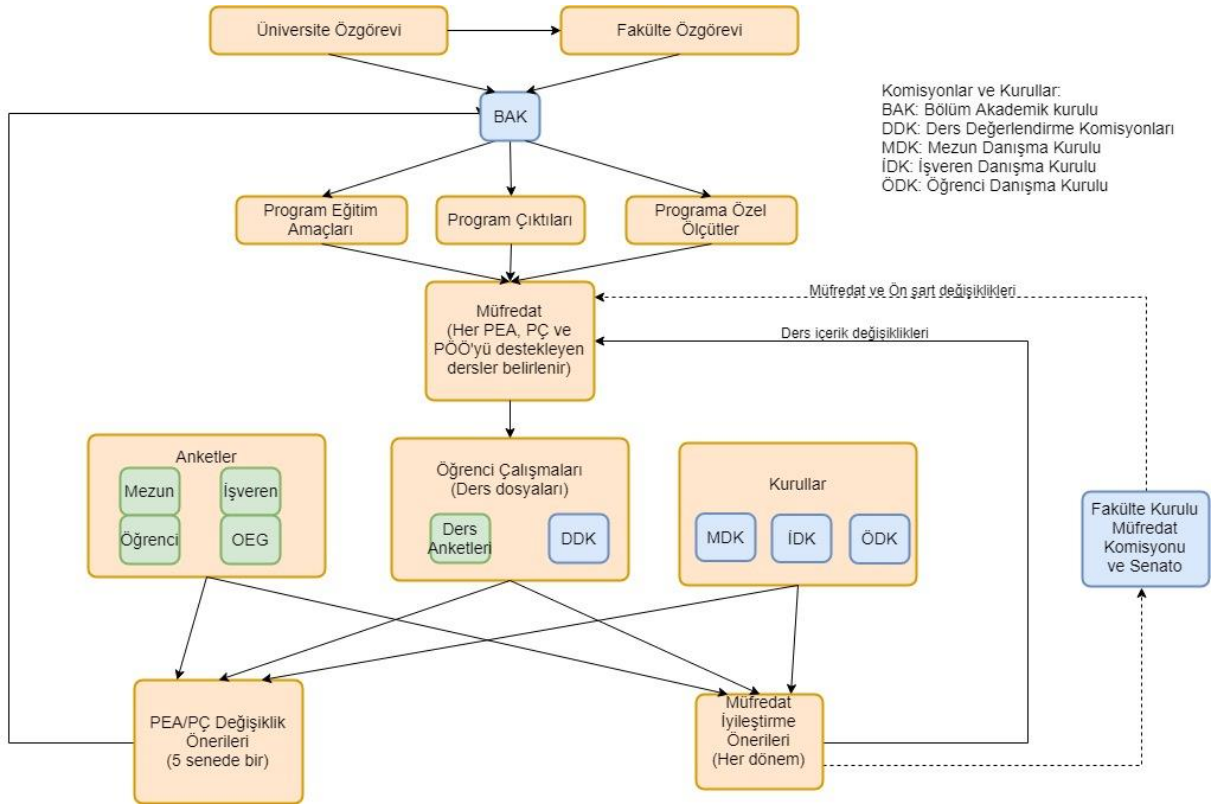 Üniversite Özgörevi
Fakülte Özgörevi
Komisyonlar ve Kurullar:
BAK: Bölüm Akademik kurulu
DDK: Ders Değerlendirme Komisyonları
MDK: Mezun Danışma Kurulu
İDK: İşveren Danışma Kurulu
ÖDK: Öğrenci Danışma Kurulu
BAK
Program Eğitim
Amaçları
Program Çıktıları
Programa Özel
Ölçütler
Müfredat
(Her PEA, PÇ ve
PÖÖ'yü destekleyen
dersler belirlenir)
Müfredat ve Ön şart değişiklikleri
Ders içerik değişiklikleri
Anketler
Mezun
İşveren
Öğrenci
OEG
Öğrenci Çalışmaları
(Ders dosyaları)
Ders
Anketleri
DDK
Kurullar
MDK
İDK
ÖDK
Fakülte Kurulu
Müfredat
Komisyonu
ve Senato
PEA/PÇ Değişiklik
Önerileri
(5 senede bir)
Müfredat
İyileştirme
Önerileri
(Her dönem)